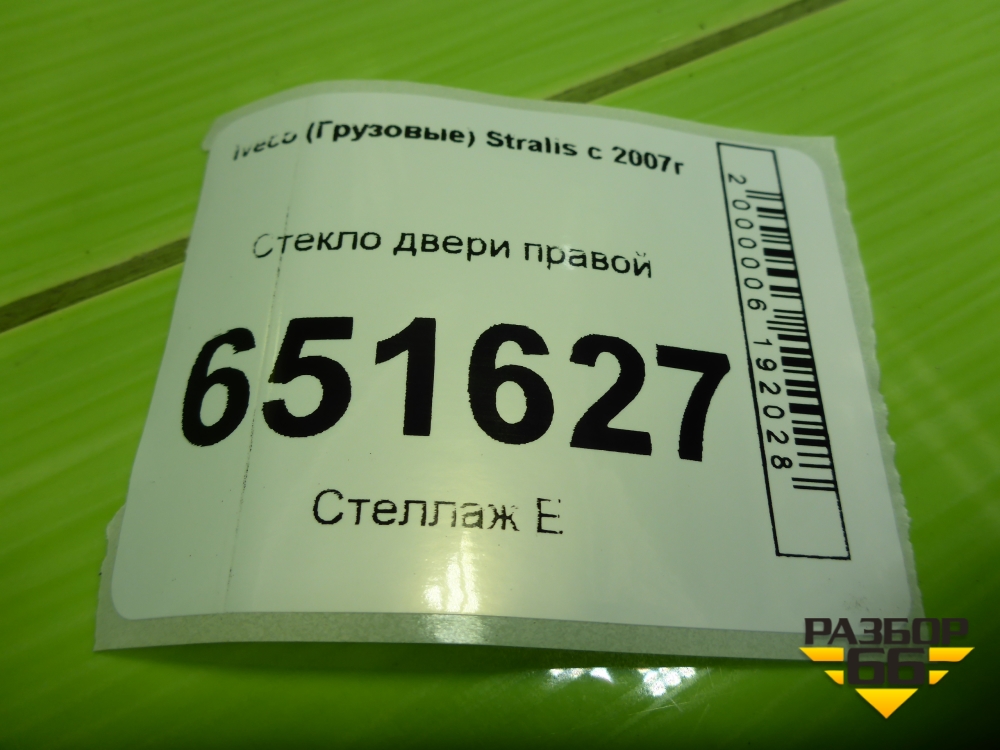 Iveco (Грузовые) Stralis с 2007г
Стекло двери правой
651627
Стеллаж Е
2000006192028
РАЗБОР
66